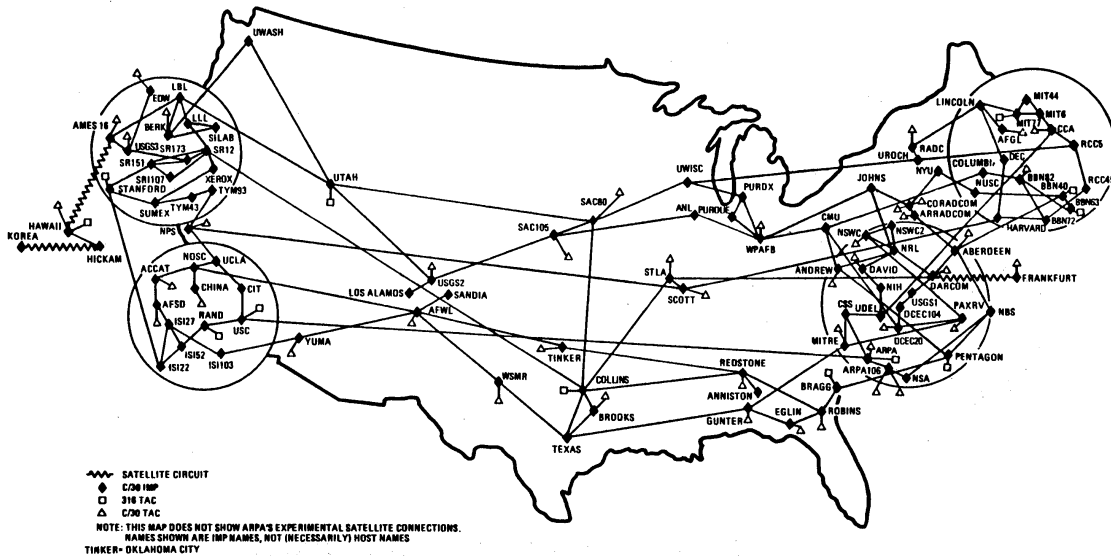 UWASH
EDW
LBL
LLL
BERK
SILAB
AMES 16
USGS3
SR173
SR12
SR151
SRI107
XEROX
STANFORD
TYM93
TYM43
SUMEX
HAWAII
KOREA
HICKAM
NPS
NOSC
UCLA
ACCAT
CHINA
CIT
AFSD
RAND
ISI27
USC
ISI52
ISI22
ISI103
YUMA
UTAH
LOS ALAMOS
USGS2
SANDIA
AFWL
WSMR
TINKER
COLLINS
BROOKS
TEXAS
SAC80
SAC105
UWISC
ANL
PURDUE
PURDX
WPAFB
STLA
SCOTT
REDSTONE
ANNISTON
GUNTER
EGLIN
ROBINS
BRAGG
LINCOLN
MIT44
MIT6
MIT77
CCA
AFGL
RADC
UROCH
COLUMBI
DEC
RCC5
NYU
NUSC
BBN82
BBN40
RCC49
BBN63
BBN72
HARVARD
JOHNS
CORADCOM
ARRADCOM
CMU
NSWC
NSWC2
NRL
ABERDEEN
ANDREW
DAVID
DARCOM
FRANKFURT
NIH
USGS1
CSS
UDEL
DCEC104
PAXRV
NBS
DCEC20
MITRE
ARPA
PENTAGON
ARPA106
NSA
SATELLITE CIRCUIT
C/30 IMP
316 TAC
C/30 TAC
NOTE: THIS MAP DOES NOT SHOW ARPA'S EXPERIMENTAL SATELLITE CONNECTIONS.
NAMES SHOWN ARE IMP NAMES, NOT (NECESSARILY) HOST NAMES
TINKER= OKLAHOMA CITY